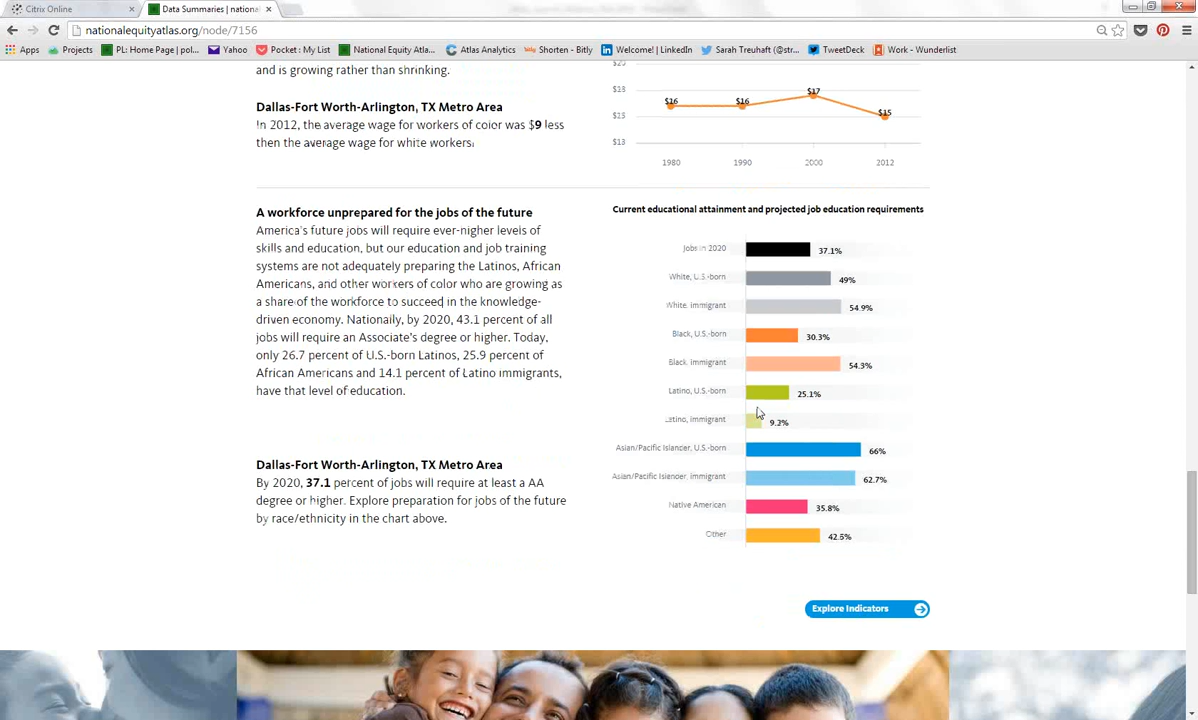 Citrix Online
Data Summaries | national
nationalequityatlas.org/node/7156
Apps
Projects
PL: Home Page | pol...
Yahoo
Pocket : My List
National Equity Atla...
Atlas Analytics
Shorten - Bitly
Welcome! | LinkedIn
Sarah Treuhaft (@str...
TweetDeck
Work - Wunderlist
and is growing rather than shrinking.
Dallas-Fort Worth-Arlington, TX Metro Area
In 2012, the average wage for workers of color was $9 less
then the average wage for white workers.
$20
$18
$15
$13
$16
$16
$17
$15
1980
1990
2000
2012
A workforce unprepared for the jobs of the future
America's future jobs will require ever-higher levels of
skills and education, but our education and job training
systems are not adequately preparing the Latinos, African
Americans, and other workers of color who are growing as
a share of the workforce to succeed in the knowledge-
driven economy. Nationally, by 2020, 43.1 percent of all
jobs will require an Associate's degree or higher. Today,
only 26.7 percent of U.S.-born Latinos, 25.9 percent of
African Americans and 14.1 percent of Latino immigrants,
have that level of education.
Dallas-Fort Worth-Arlington, TX Metro Area
By 2020, 37.1 percent of jobs will require at least a AA
degree or higher. Explore preparation for jobs of the future
by race/ethnicity in the chart above.
Current educational attainment and projected job education requirements
Jobs in 2020 37.1%
White, U.S.-born 49%
White, immigrant 54.9%
Black, U.S.-born 30.3%
Black, immigrant 54.3%
Latino, U.S.-born 25.1%
Latino, immigrant 9.2%
Asian/Pacific Islander, U.S.-born 66%
Asian/Pacific Islander, immigrant 62.7%
Native American 35.8%
Other 42.5%
Explore Indicators